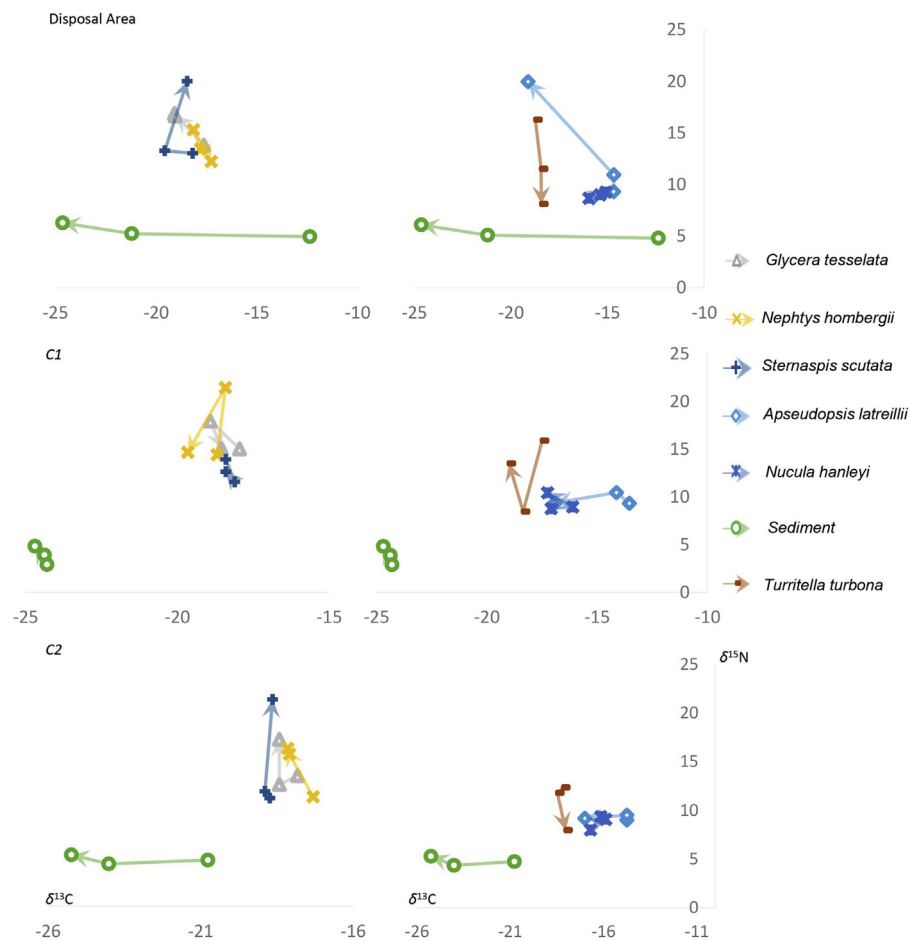 Disposal Area
25
20
15
10
5
0
-25 -20 -15 -10 -25 -20 -15 -10
Glycera tesselata
Nephtys hombergii
Sternaspis scutata
Apseudopsis latreillii
Nucula hanleyi
Sediment
Turritella turbona
C1
25
20
15
10
5
0
-25 -20 -15 -25 -20 -15 -10
C2
δ¹⁵N
25
20
15
10
5
0
δ¹³C δ¹³C
-26 -21 -16 -26 -21 -16 -11